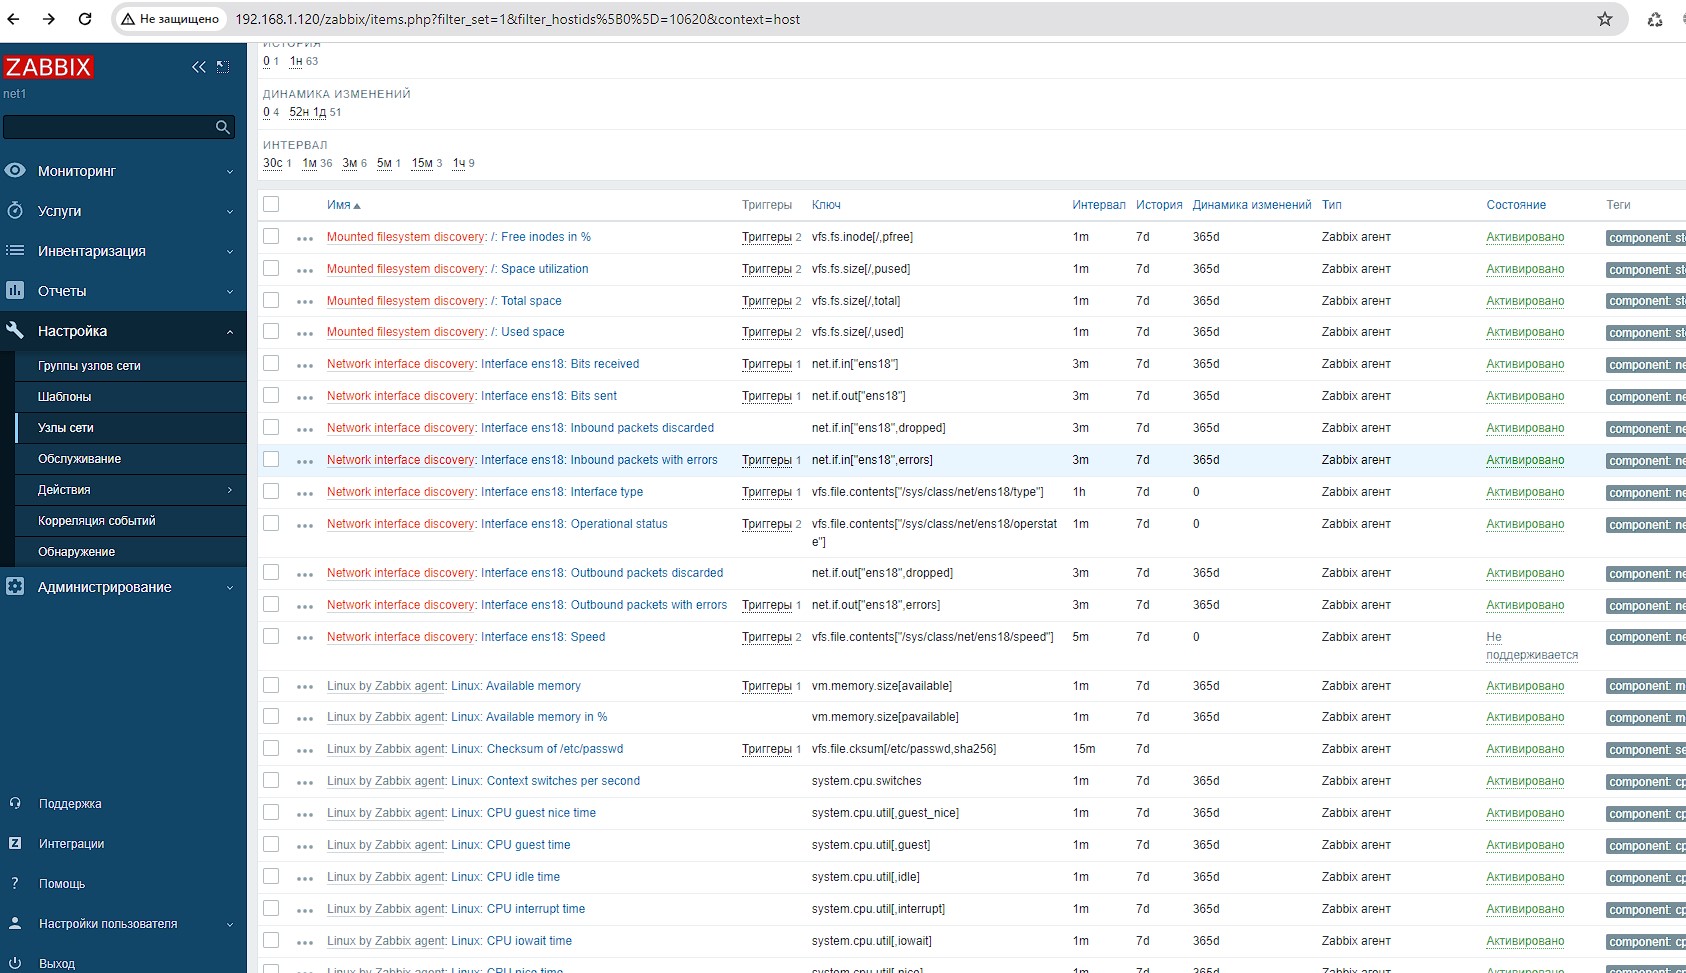 Не защищено
192.168.1.120/zabbix/items.php?filter_set=1&filter_hostids%5B0%5D=10620&context=host
ZABBIX
net1
Мониторинг
Услуги
Инвентаризация
Отчеты
Настройка
Группы узлов сети
Шаблоны
Узлы сети
Обслуживание
Действия
Корреляция событий
Обнаружение
Администрирование
Поддержка
Интеграции
Помощь
Настройки пользователя
Выход
ИСТОРИЯ
0 1 1н 63
ДИНАМИКА ИЗМЕНЕНИЙ
0 4 52н 1д 51
ИНТЕРВАЛ
30с 1 1м 36 3м 6 5м 1 15м 3 1ч 9
Имя Триггеры Ключ Интервал История Динамика изменений Тип Состояние Теги
Mounted filesystem discovery: /: Free inodes in % Триггеры 2 vfs.fs.inode[/,pfree] 1m 7d 365d Zabbix агент Активировано component: st
Mounted filesystem discovery: /: Space utilization Триггеры 2 vfs.fs.size[/,pused] 1m 7d 365d Zabbix агент Активировано component: st
Mounted filesystem discovery: /: Total space Триггеры 2 vfs.fs.size[/,total] 1m 7d 365d Zabbix агент Активировано component: st
Mounted filesystem discovery: /: Used space Триггеры 2 vfs.fs.size[/,used] 1m 7d 365d Zabbix агент Активировано component: st
Network interface discovery: Interface ens18: Bits received Триггеры 1 net.if.in["ens18"] 3m 7d 365d Zabbix агент Активировано component: ne
Network interface discovery: Interface ens18: Bits sent Триггеры 1 net.if.out["ens18"] 3m 7d 365d Zabbix агент Активировано component: ne
Network interface discovery: Interface ens18: Inbound packets discarded net.if.in["ens18",dropped] 3m 7d 365d Zabbix агент Активировано component: ne
Network interface discovery: Interface ens18: Inbound packets with errors Триггеры 1 net.if.in["ens18",errors] 3m 7d 365d Zabbix агент Активировано component: ne
Network interface discovery: Interface ens18: Interface type Триггеры 1 vfs.file.contents["/sys/class/net/ens18/type"] 1h 7d 0 Zabbix агент Активировано component: ne
Network interface discovery: Interface ens18: Operational status Триггеры 2 vfs.file.contents["/sys/class/net/ens18/operstat 1m 7d 0 Zabbix агент Активировано component: ne
e"]
Network interface discovery: Interface ens18: Outbound packets discarded net.if.out["ens18",dropped] 3m 7d 365d Zabbix агент Активировано component: ne
Network interface discovery: Interface ens18: Outbound packets with errors Триггеры 1 net.if.out["ens18",errors] 3m 7d 365d Zabbix агент Активировано component: ne
Network interface discovery: Interface ens18: Speed Триггеры 2 vfs.file.contents["/sys/class/net/ens18/speed"] 5m 7d 0 Zabbix агент Не component: ne
поддерживается
Linux by Zabbix agent: Linux: Available memory Триггеры 1 vm.memory.size[available] 1m 7d 365d Zabbix агент Активировано component: m
Linux by Zabbix agent: Linux: Available memory in % vm.memory.size[pavailable] 1m 7d 365d Zabbix агент Активировано component: m
Linux by Zabbix agent: Linux: Checksum of /etc/passwd Триггеры 1 vfs.file.cksum[/etc/passwd,sha256] 15m 7d Zabbix агент Активировано component: se
Linux by Zabbix agent: Linux: Context switches per second system.cpu.switches 1m 7d 365d Zabbix агент Активировано component: cp
Linux by Zabbix agent: Linux: CPU guest nice time system.cpu.util[,guest_nice] 1m 7d 365d Zabbix агент Активировано component: cp
Linux by Zabbix agent: Linux: CPU guest time system.cpu.util[,guest] 1m 7d 365d Zabbix агент Активировано component: cp
Linux by Zabbix agent: Linux: CPU idle time system.cpu.util[,idle] 1m 7d 365d Zabbix агент Активировано component: cp
Linux by Zabbix agent: Linux: CPU interrupt time system.cpu.util[,interrupt] 1m 7d 365d Zabbix агент Активировано component: cp
Linux by Zabbix agent: Linux: CPU iowait time system.cpu.util[,iowait] 1m 7d 365d Zabbix агент Активировано component: cp
Linux by Zabbix agent: Linux: CPU nice time system.cpu.util[,nice] 1m 7d 365d Zabbix агент Активировано component: cp